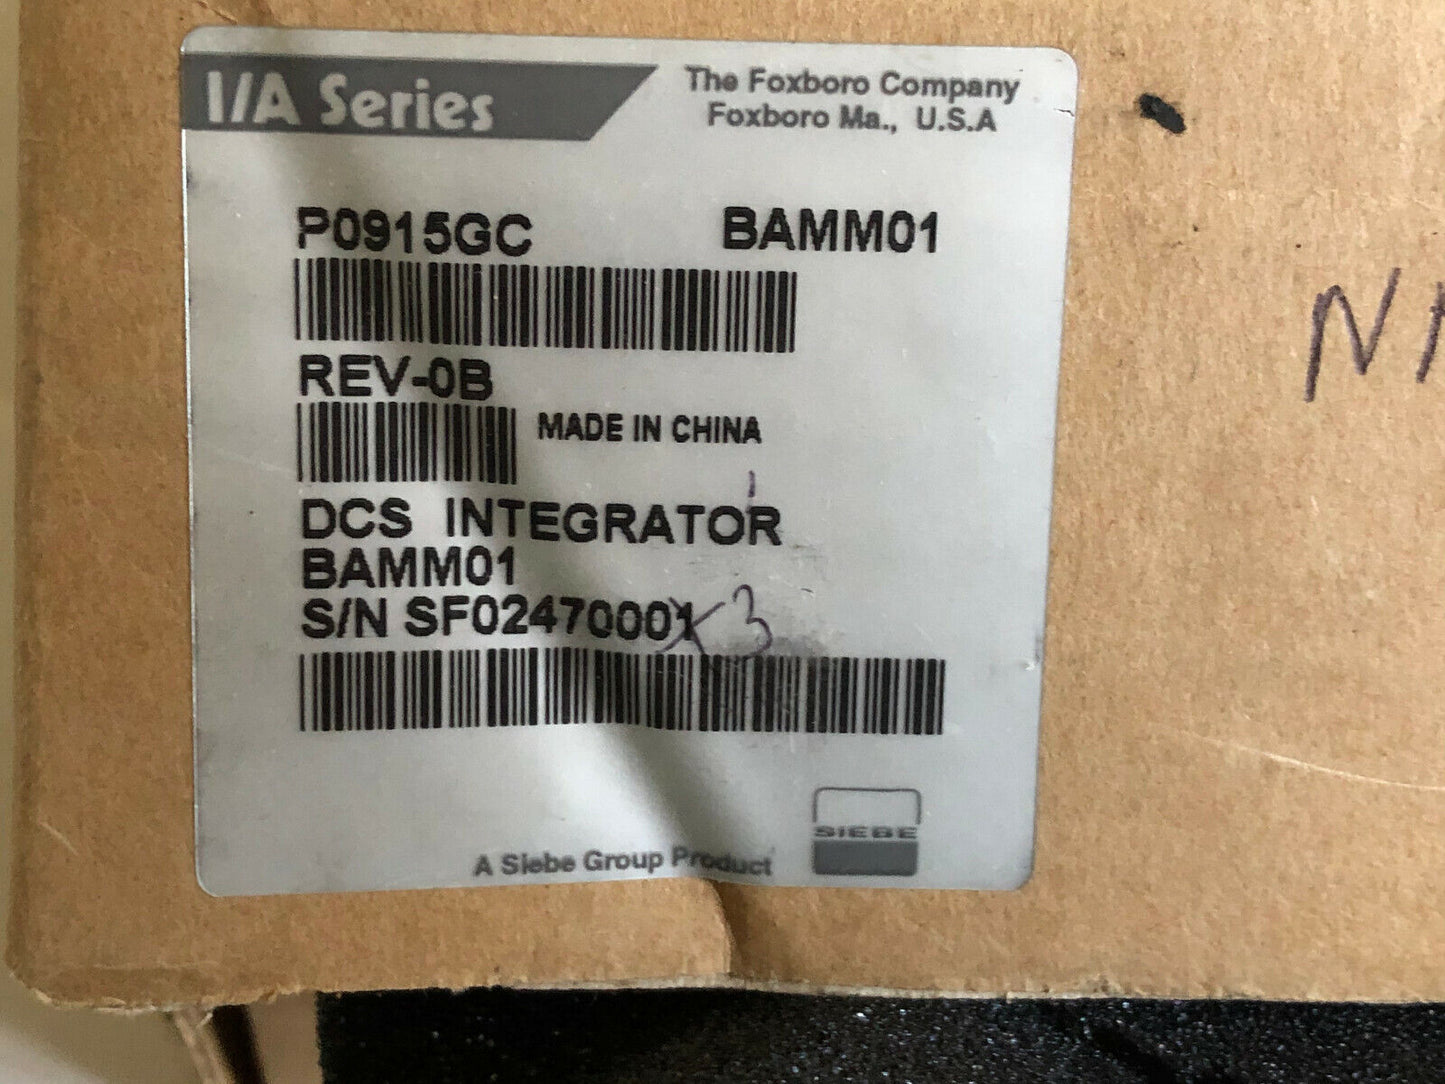 I/A Series
The Foxboro Company
Foxboro Ma., U.S.A
P0915GC BAMM01
REV-0B
MADE IN CHINA
DCS INTEGRATOR
BAMM01
S/N SF02470001 3
SIEBE
A Siebe Group Product
N